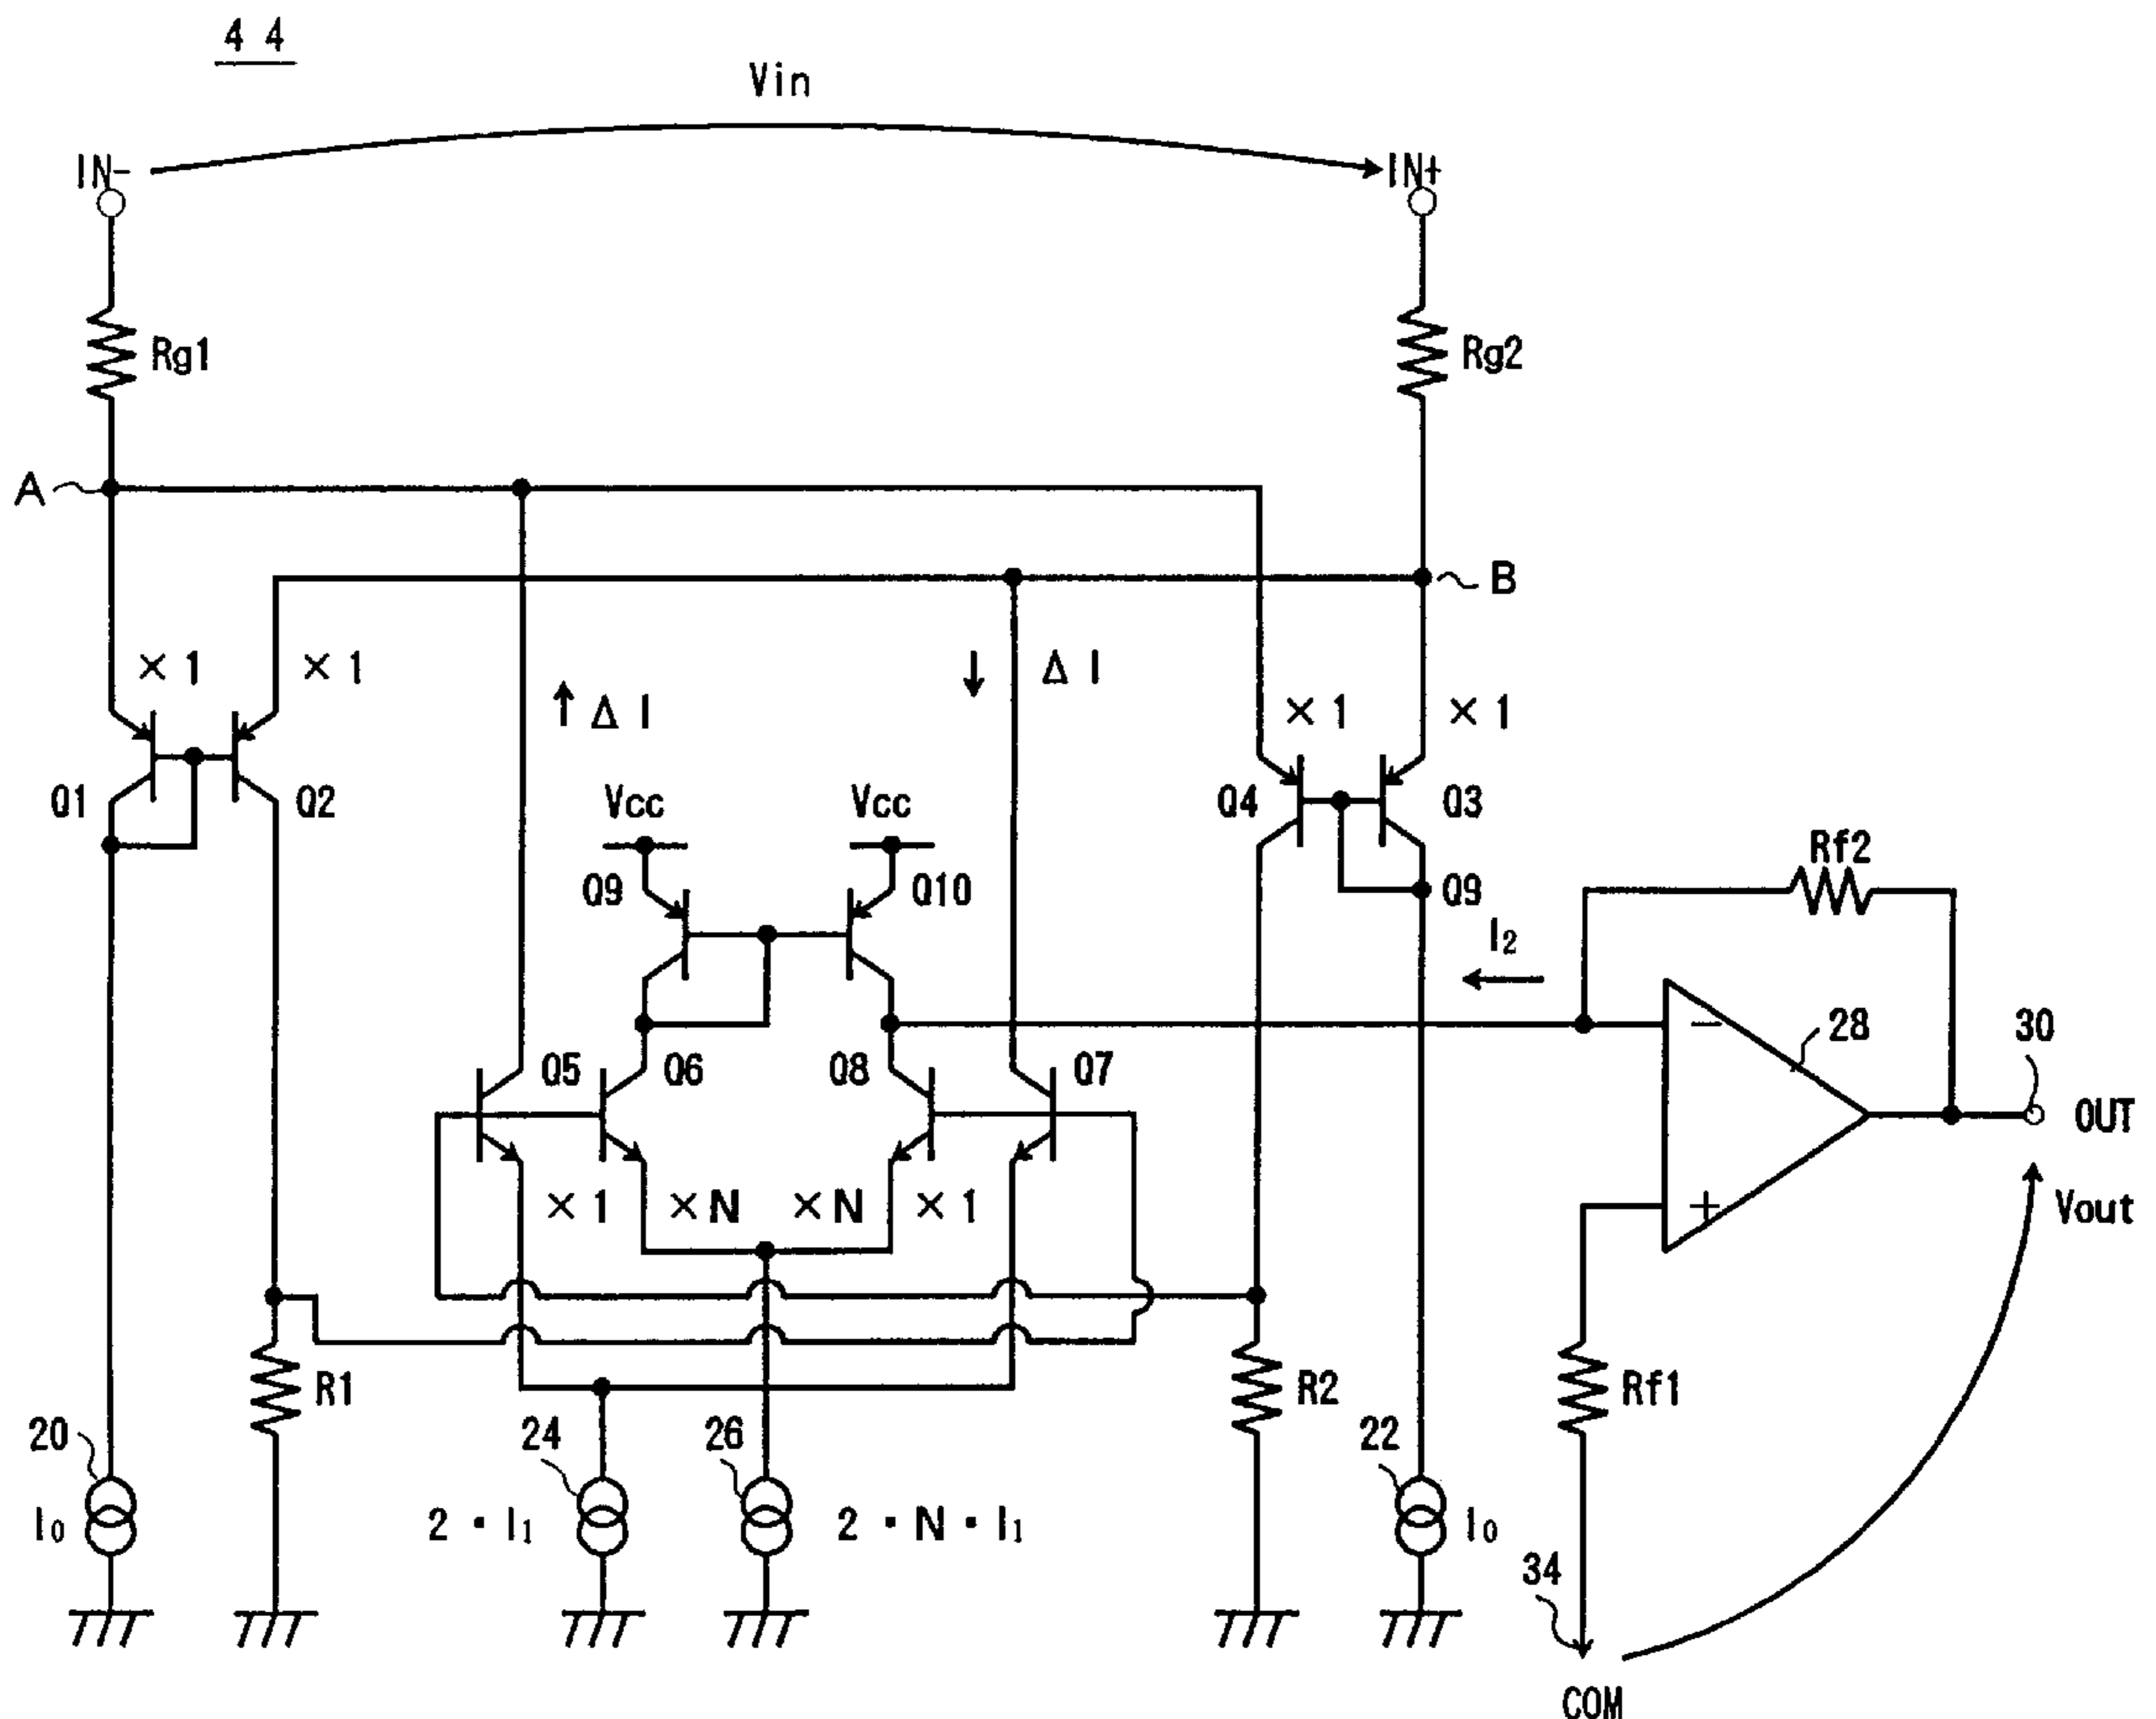 44
Vin
IN-
IN+
Rg1
Rg2
A
B
×1
×1
ΔI
ΔI
×1
×1
Q1
Q2
Vcc
Vcc
Q4
Q3
Q9
Q10
Q9
Rf2
I2
Q5
Q6
Q8
Q7
−
28
30
OUT
×1
×N
×N
×1
+
Vout
R1
R2
Rf1
20
24
26
22
I0
2・I1
2・N・I1
I0
34
COM